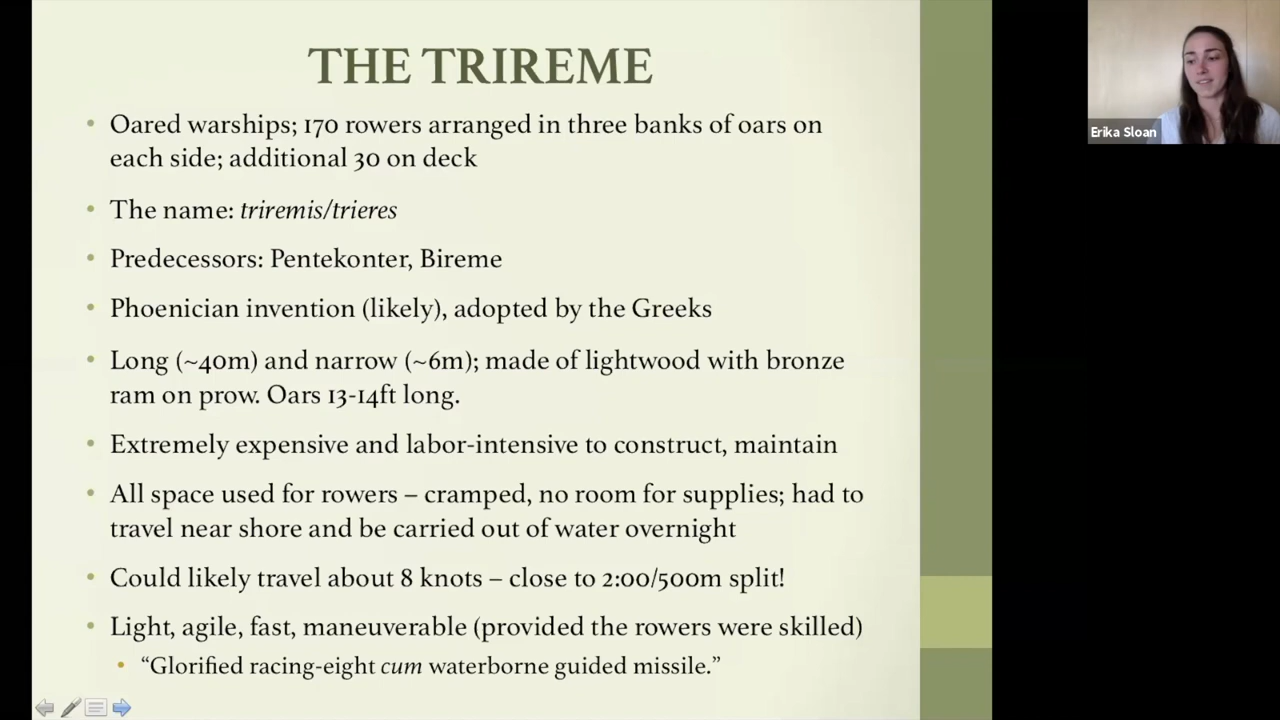 THE TRIREME
• Oared warships; 170 rowers arranged in three banks of oars on
each side; additional 30 on deck
• The name: triremis/trieres
• Predecessors: Pentekonter, Bireme
• Phoenician invention (likely), adopted by the Greeks
• Long (~40m) and narrow (~6m); made of lightwood with bronze
ram on prow. Oars 13-14ft long.
• Extremely expensive and labor-intensive to construct, maintain
• All space used for rowers – cramped, no room for supplies; had to
travel near shore and be carried out of water overnight
• Could likely travel about 8 knots – close to 2:00/500m split!
• Light, agile, fast, maneuverable (provided the rowers were skilled)
• “Glorified racing-eight cum waterborne guided missile.”
Erika Sloan